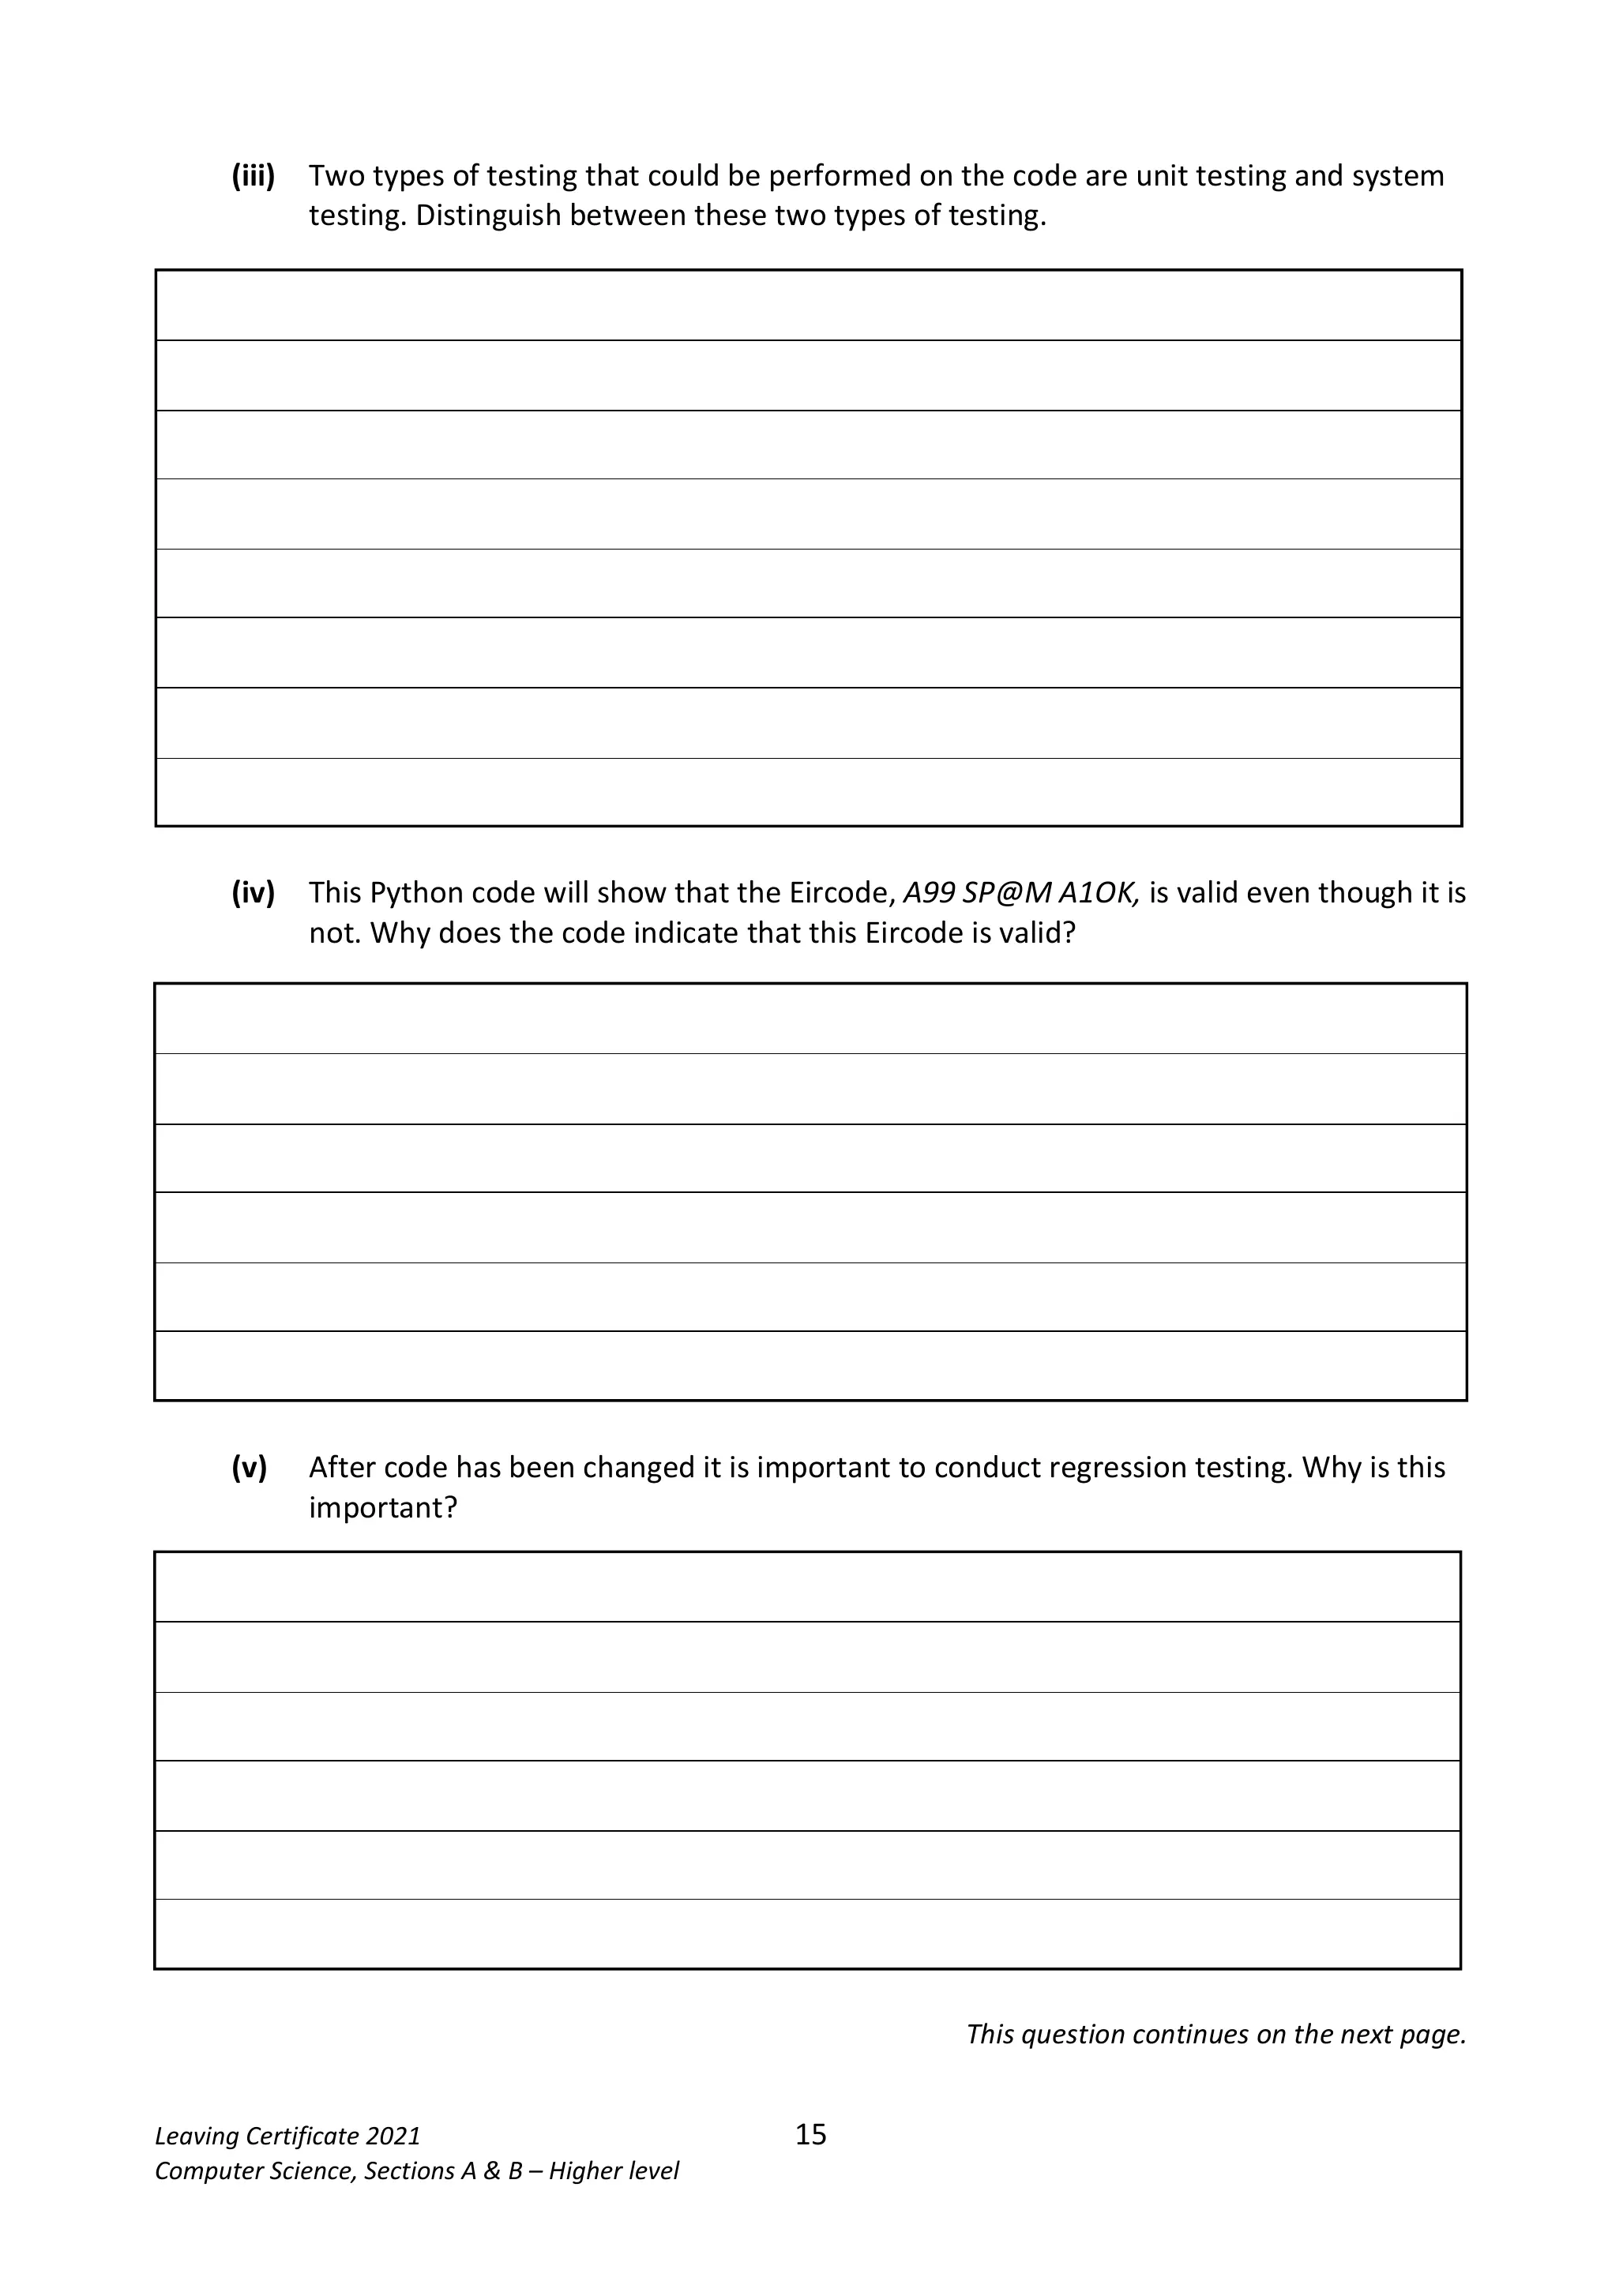 (iii) Two types of testing that could be performed on the code are unit testing and system
testing. Distinguish between these two types of testing.
(iv) This Python code will show that the Eircode, A99 SP@M A1OK, is valid even though it is
not. Why does the code indicate that this Eircode is valid?
(v) After code has been changed it is important to conduct regression testing. Why is this
important?
This question continues on the next page.
Leaving Certificate 2021
15
Computer Science, Sections A & B – Higher level